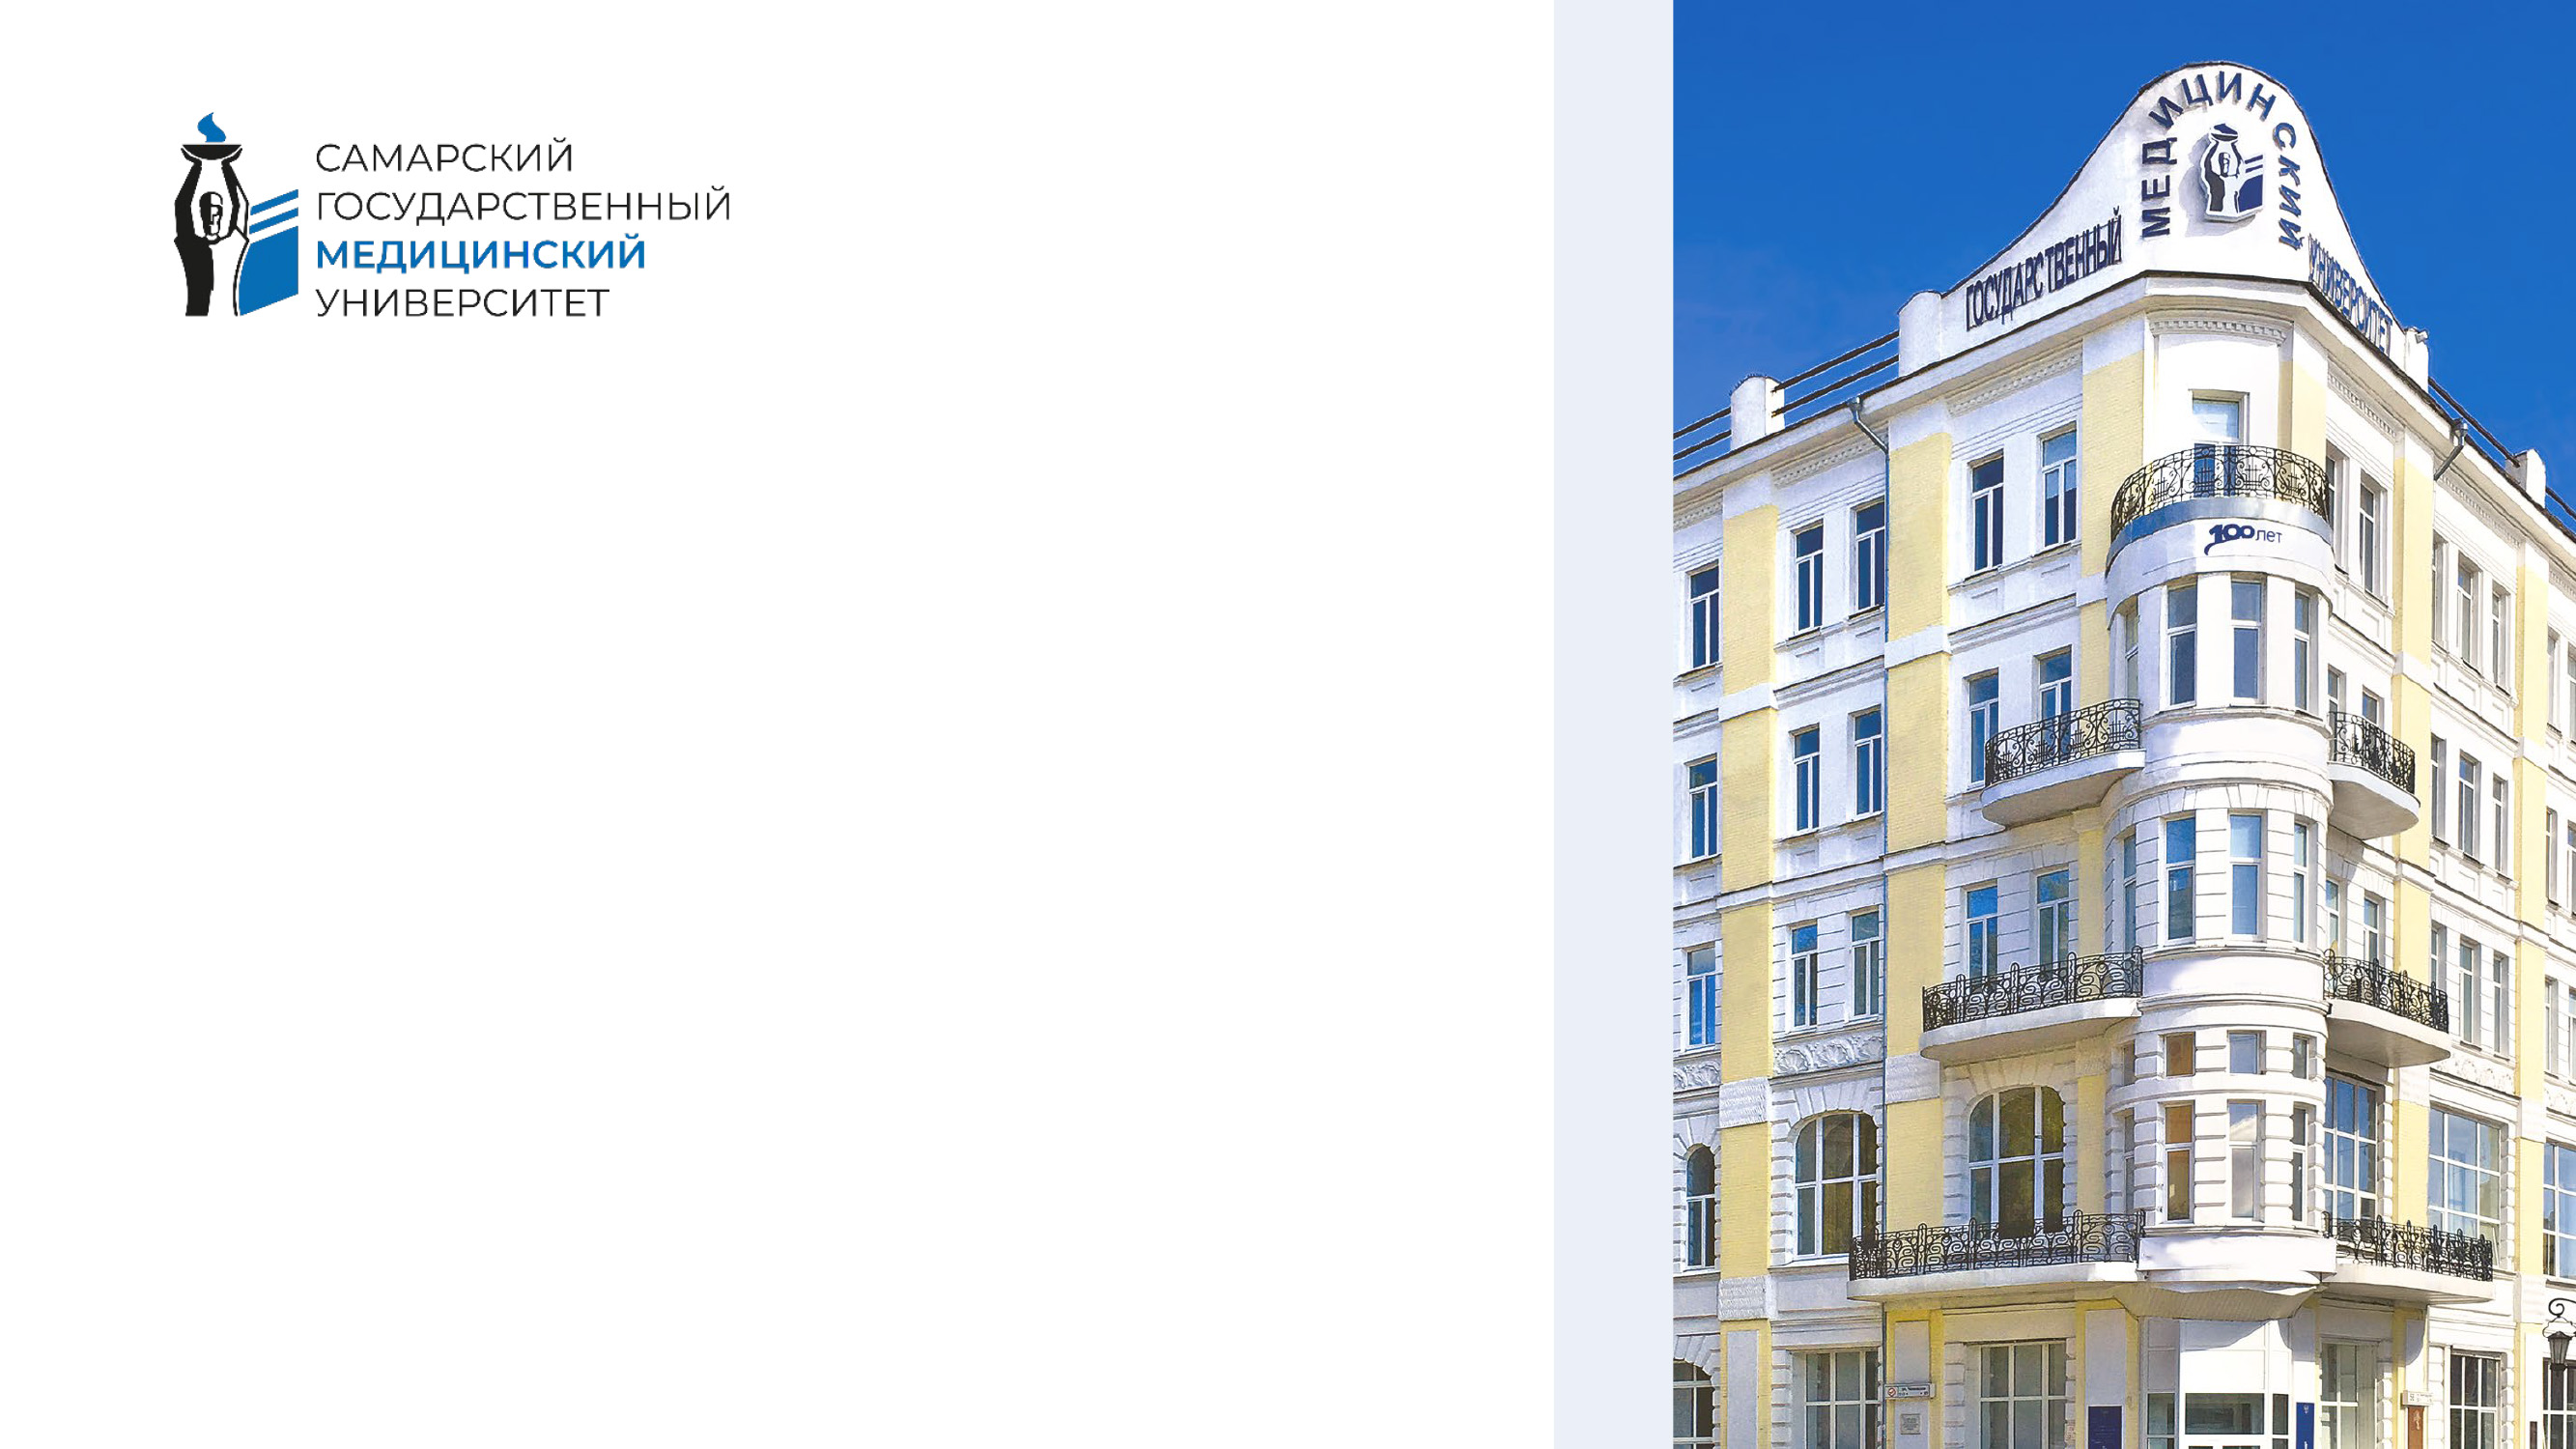 САМАРСКИЙ
ГОСУДАРСТВЕННЫЙ
МЕДИЦИНСКИЙ
УНИВЕРСИТЕТ
ГОСУДАРСТВЕННЫЙ
МЕДИЦИНСКИЙ
УНИВЕРСИТЕТ
100 лет